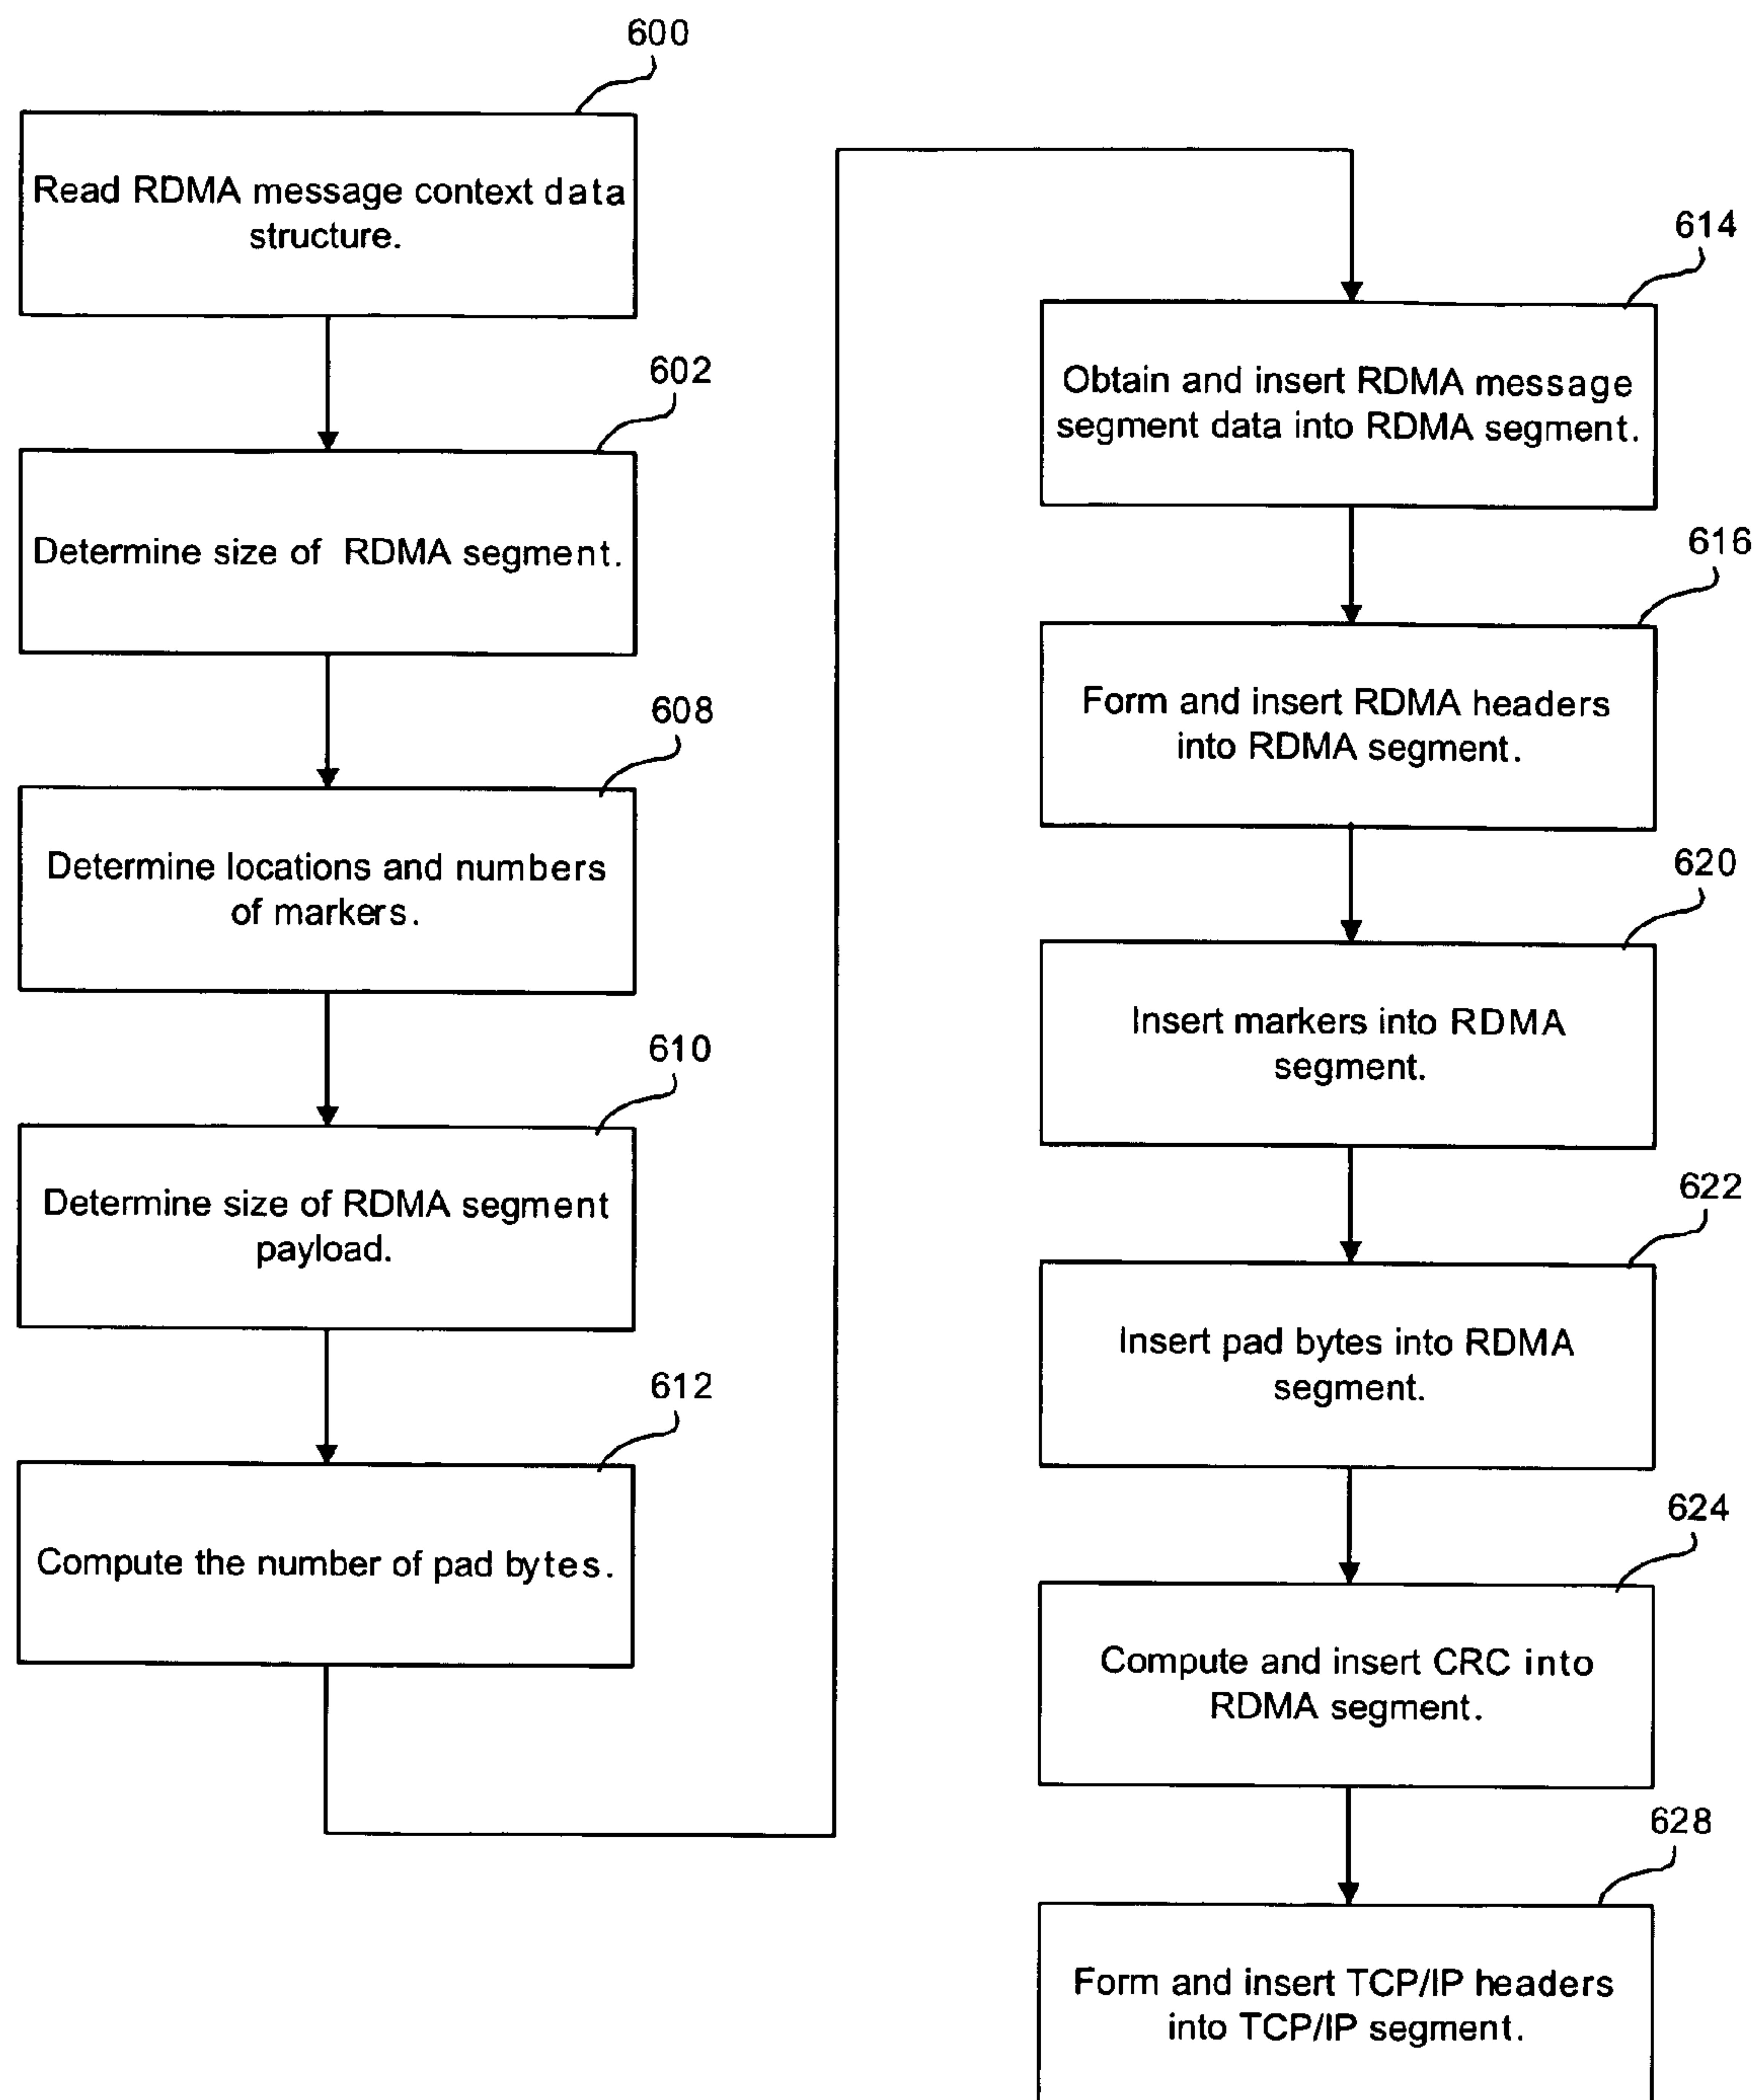 600
Read RDMA message context data
structure.
602
Determine size of RDMA segment.
608
Determine locations and numbers
of markers.
610
Determine size of RDMA segment
payload.
612
Compute the number of pad bytes.
614
Obtain and insert RDMA message
segment data into RDMA segment.
616
Form and insert RDMA headers
into RDMA segment.
620
Insert markers into RDMA
segment.
622
Insert pad bytes into RDMA
segment.
624
Compute and insert CRC into
RDMA segment.
628
Form and insert TCP/IP headers
into TCP/IP segment.